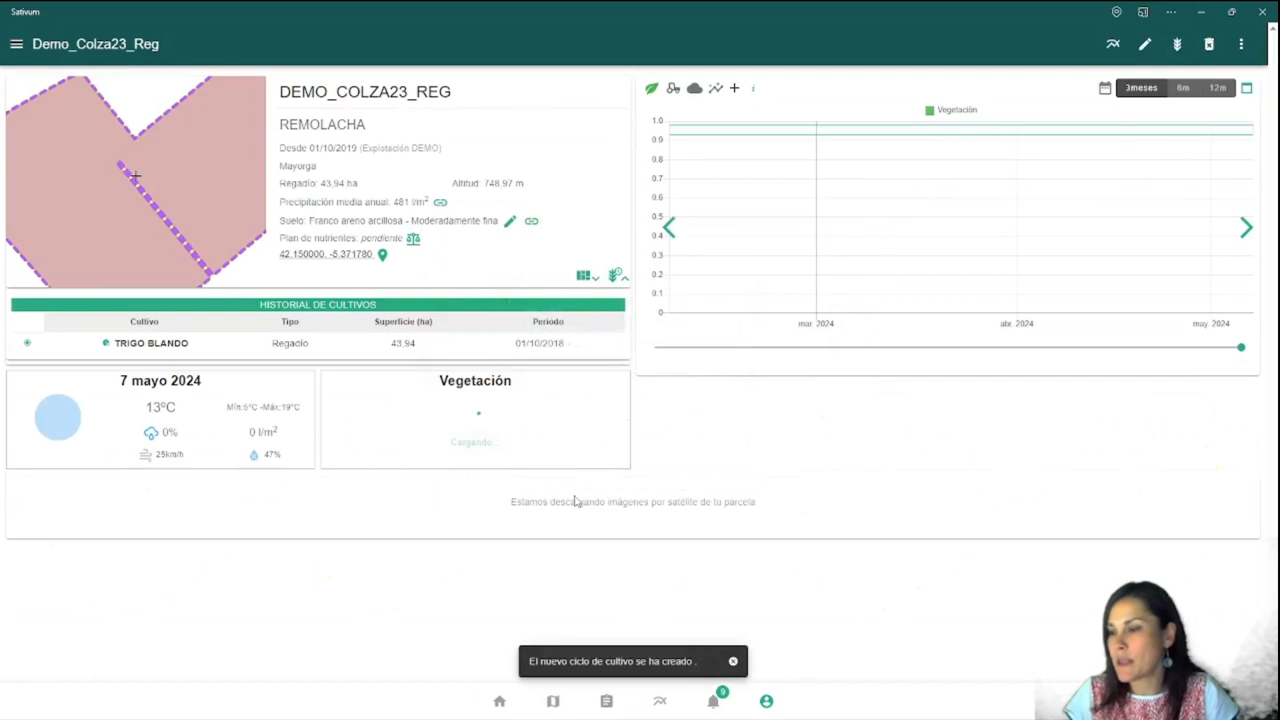 Sativum
Demo_Colza23_Reg
DEMO_COLZA23_REG
REMOLACHA
Desde 01/10/2019 (Explotación DEMO)
Mayorga
Regadío: 43,94 ha Altitud: 748,97 m
Precipitación media anual: 481 l/m²
Suelo: Franco areno arcillosa - Moderadamente fina
Plan de nutrientes: pendiente
42.150000, -5.371780
HISTORIAL DE CULTIVOS
Cultivo Tipo Superficie (ha) Periodo
TRIGO BLANDO Regadío 43,94 01/10/2018 - ...
7 mayo 2024
13ºC Mín:5°C -Máx:19°C
0% 0 l/m²
25km/h 47%
Vegetación
Cargando...
3meses 6m 12m
Vegetación
1.0
0.9
0.8
0.7
0.6
0.5
0.4
0.3
0.2
0.1
0
mar. 2024 abr. 2024 may. 2024
Estamos descargando imágenes por satélite de tu parcela
El nuevo ciclo de cultivo se ha creado .
9